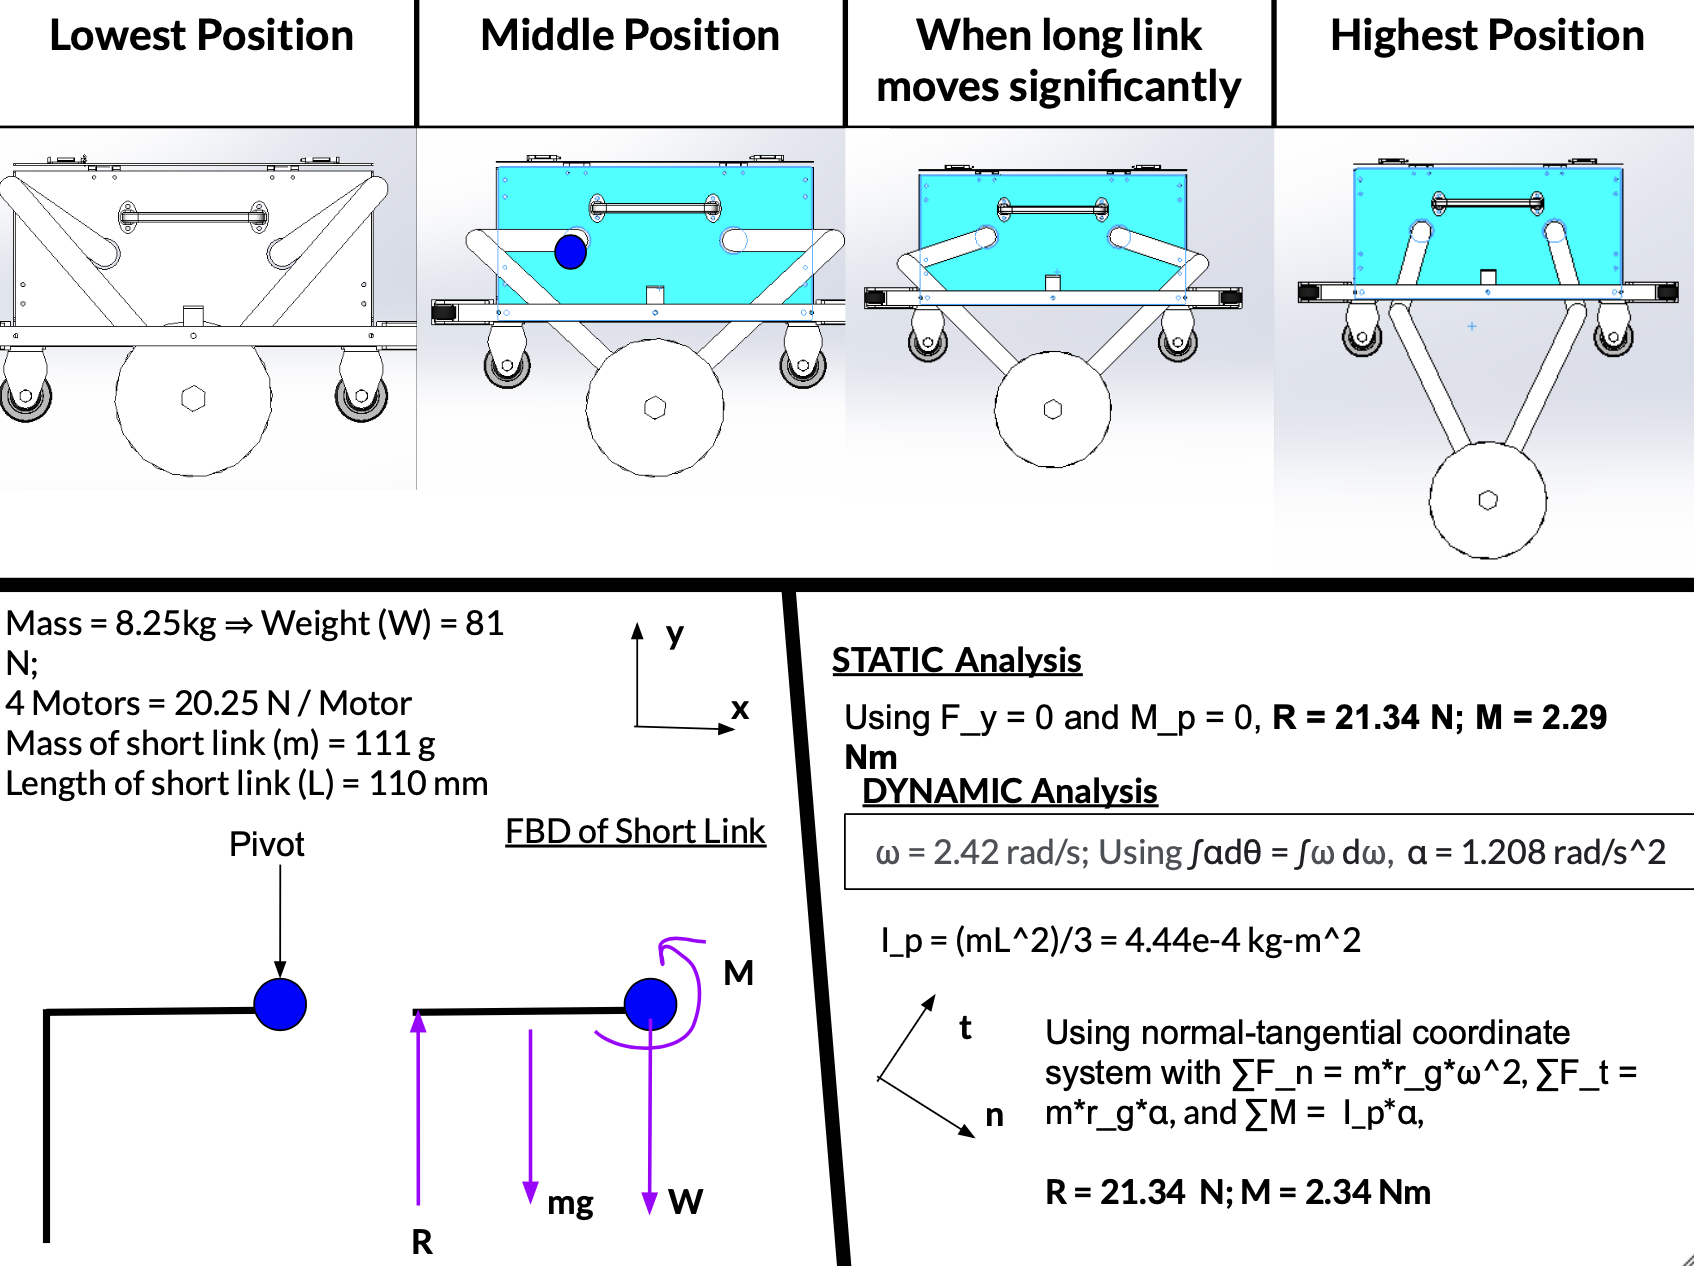 Lowest Position
Middle Position
When long link
moves significantly
Highest Position
Mass = 8.25kg ⇒ Weight (W) = 81
N;
4 Motors = 20.25 N / Motor
Mass of short link (m) = 111 g
Length of short link (L) = 110 mm
y
x
Pivot
FBD of Short Link
M
mg
W
R
STATIC Analysis
Using F_y = 0 and M_p = 0, R = 21.34 N; M = 2.29
Nm
DYNAMIC Analysis
ω = 2.42 rad/s; Using ∫αdθ = ∫ω dω, α = 1.208 rad/s^2
I_p = (mL^2)/3 = 4.44e-4 kg-m^2
t
n
Using normal-tangential coordinate
system with ∑F_n = m*r_g*ω^2, ∑F_t =
m*r_g*α, and ∑M = I_p*α,
R = 21.34 N; M = 2.34 Nm